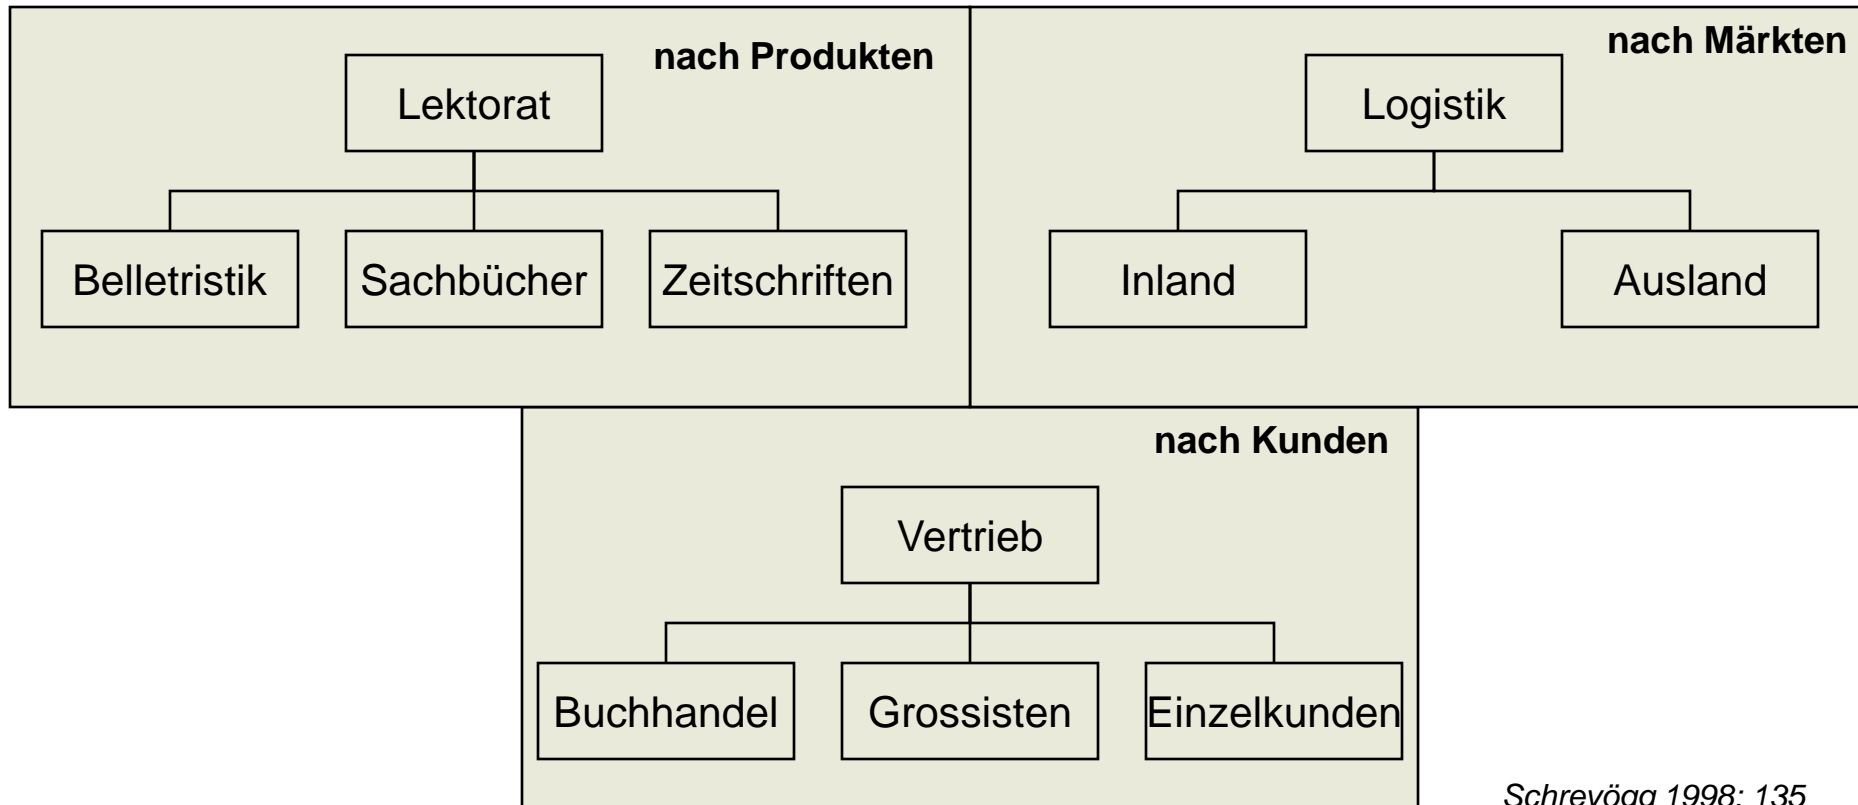 nach Produkten
Lektorat
Belletristik
Sachbücher
Zeitschriften
nach Märkten
Logistik
Inland
Ausland
nach Kunden
Vertrieb
Buchhandel
Grossisten
Einzelkunden
Schreyögg 1998: 135